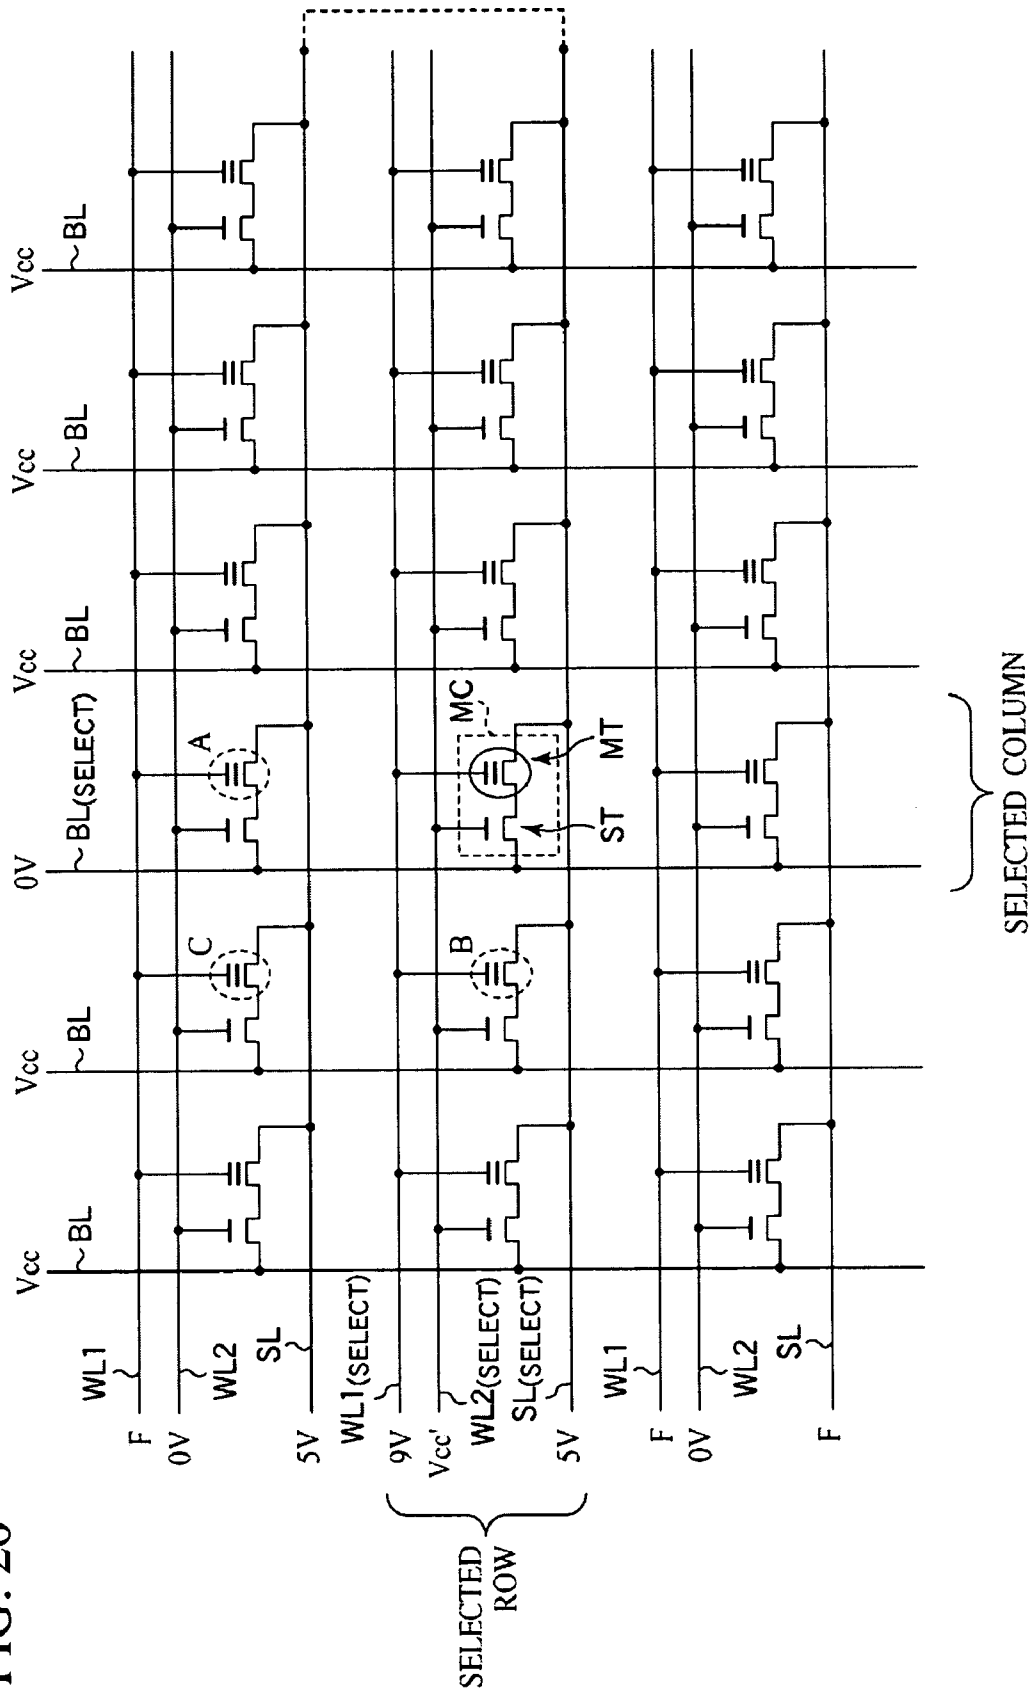 FIG. 20
Vcc
Vcc
0V
Vcc
Vcc
Vcc
BL
BL
BL(SELECT)
BL
BL
BL
WL1
F
WL2
0V
SL
5V
C
A
SELECTED ROW
WL1(SELECT)
9V
Vcc'
WL2(SELECT)
SL(SELECT)
5V
B
MC
ST
MT
WL1
F
0V
WL2
SL
F
SELECTED COLUMN